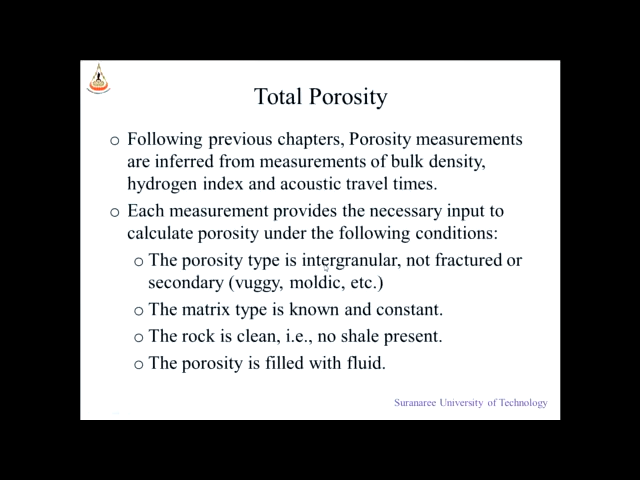 Total Porosity
o Following previous chapters, Porosity measurements
are inferred from measurements of bulk density,
hydrogen index and acoustic travel times.
o Each measurement provides the necessary input to
calculate porosity under the following conditions:
o The porosity type is intergranular, not fractured or
secondary (vuggy, moldic, etc.)
o The matrix type is known and constant.
o The rock is clean, i.e., no shale present.
o The porosity is filled with fluid.
Suranaree University of Technology